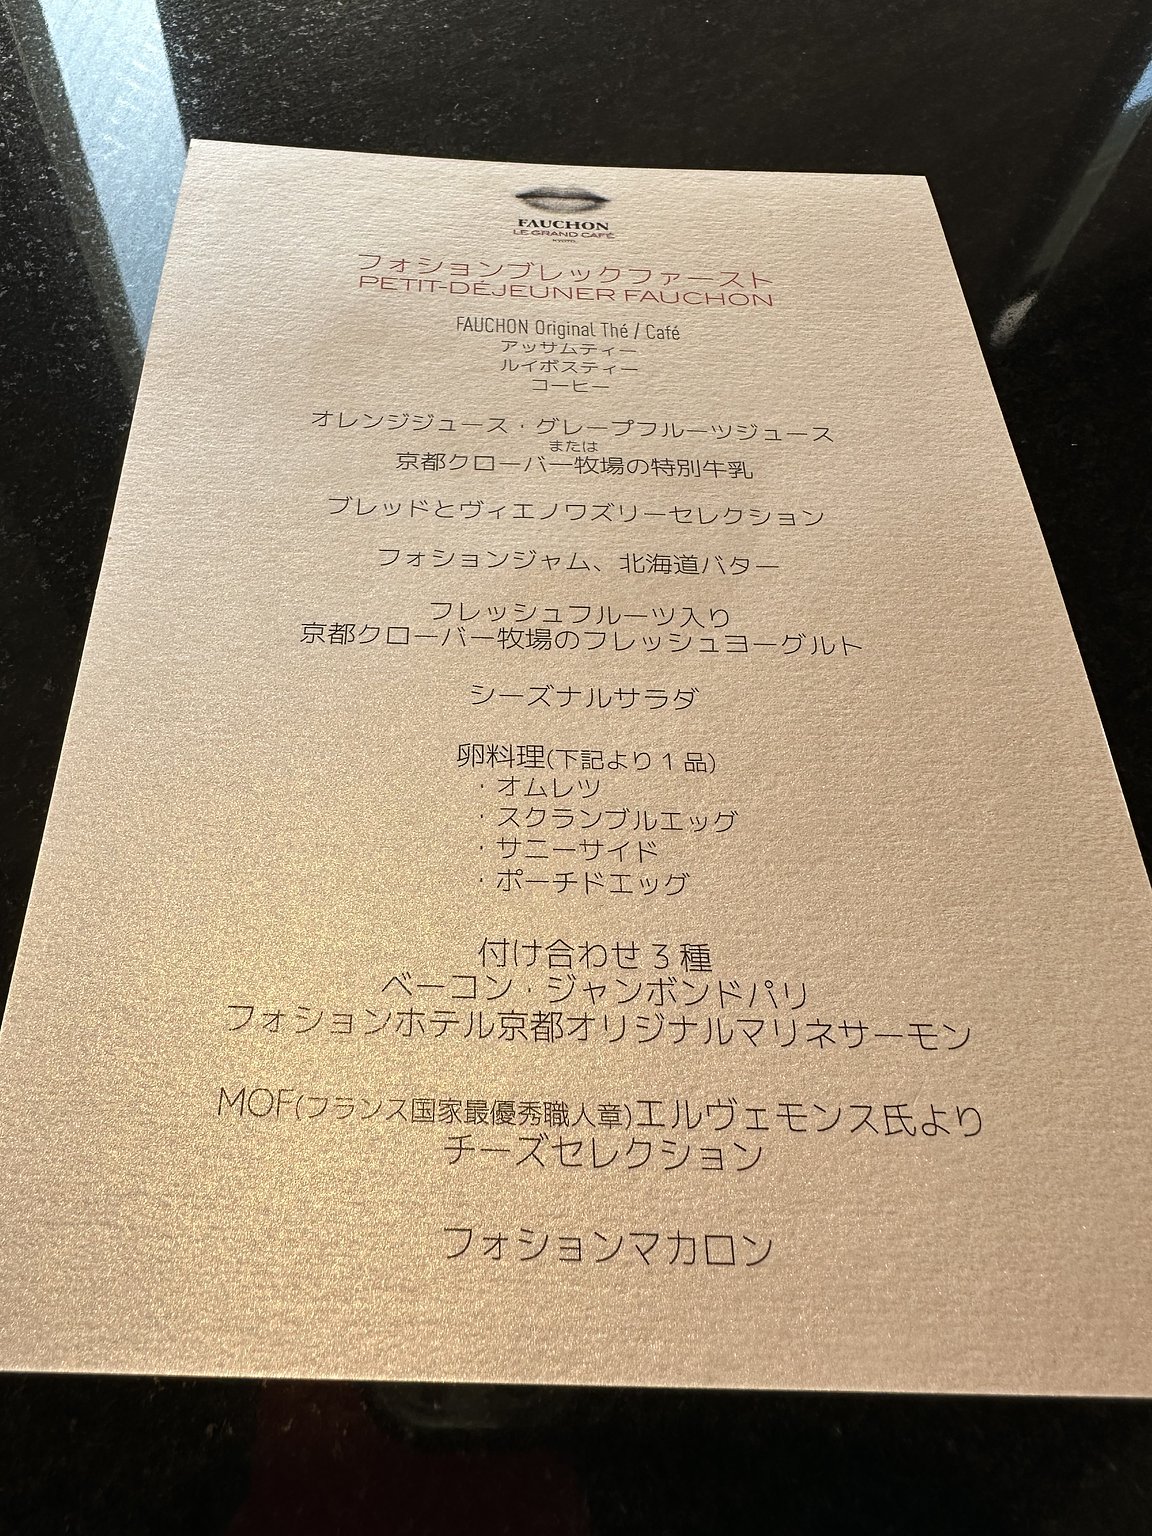 FAUCHON
LE GRAND CAFÉ
KYOTO
フォションブレックファースト
PETIT-DÉJEUNER FAUCHON
FAUCHON Original Thé / Café
アッサムティー
ルイボスティー
コーヒー
オレンジジュース・グレープフルーツジュース
または
京都クローバー牧場の特別牛乳
ブレッドとヴィエノワズリーセレクション
フォションジャム、北海道バター
フレッシュフルーツ入り
京都クローバー牧場のフレッシュヨーグルト
シーズナルサラダ
卵料理(下記より1品)
・オムレツ
・スクランブルエッグ
・サニーサイド
・ポーチドエッグ
付け合わせ3種
ベーコン・ジャンボンドパリ
フォションホテル京都オリジナルマリネサーモン
MOF(フランス国家最優秀職人章)エルヴェモンス氏より
チーズセレクション
フォションマカロン